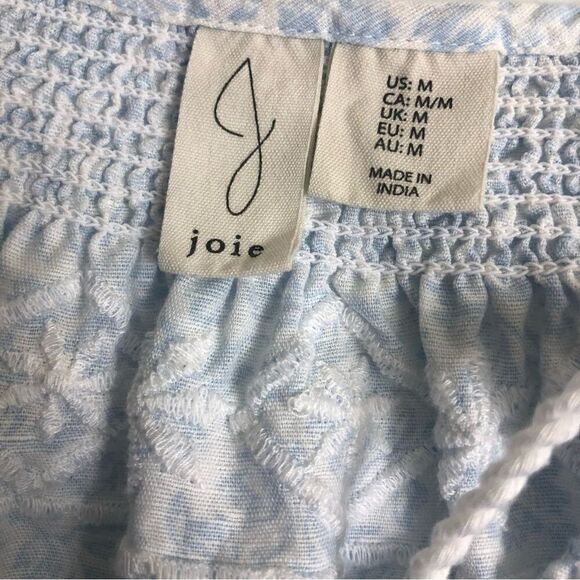 J
joie
US: M
CA: M/M
UK: M
EU: M
AU: M
MADE IN
INDIA